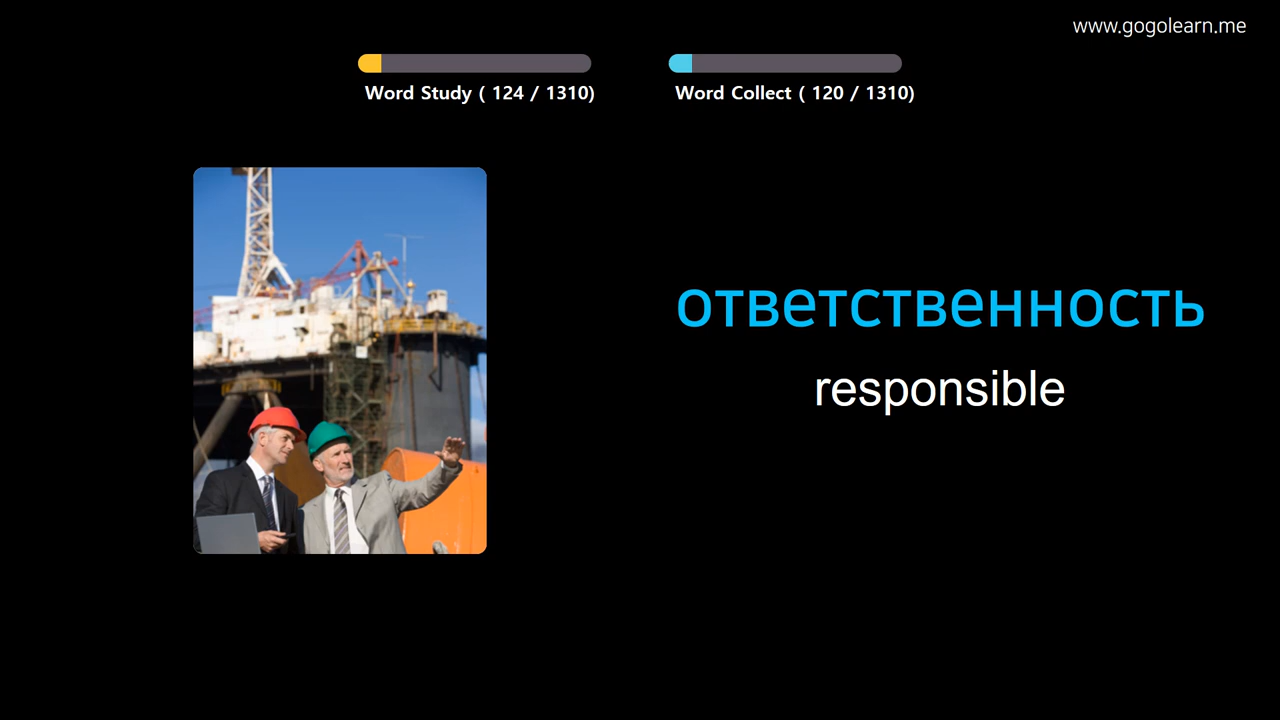 www.gogolearn.me
Word Study ( 124 / 1310)
Word Collect ( 120 / 1310)
ответственность
responsible